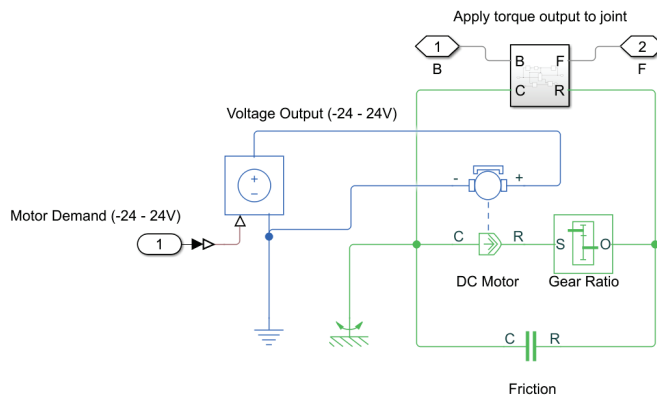 Apply torque output to joint
1
B
B F
C R
2
F
Voltage Output (-24 - 24V)
+
-
- +
Motor Demand (-24 - 24V)
1
C R
S O
DC Motor
Gear Ratio
C R
Friction